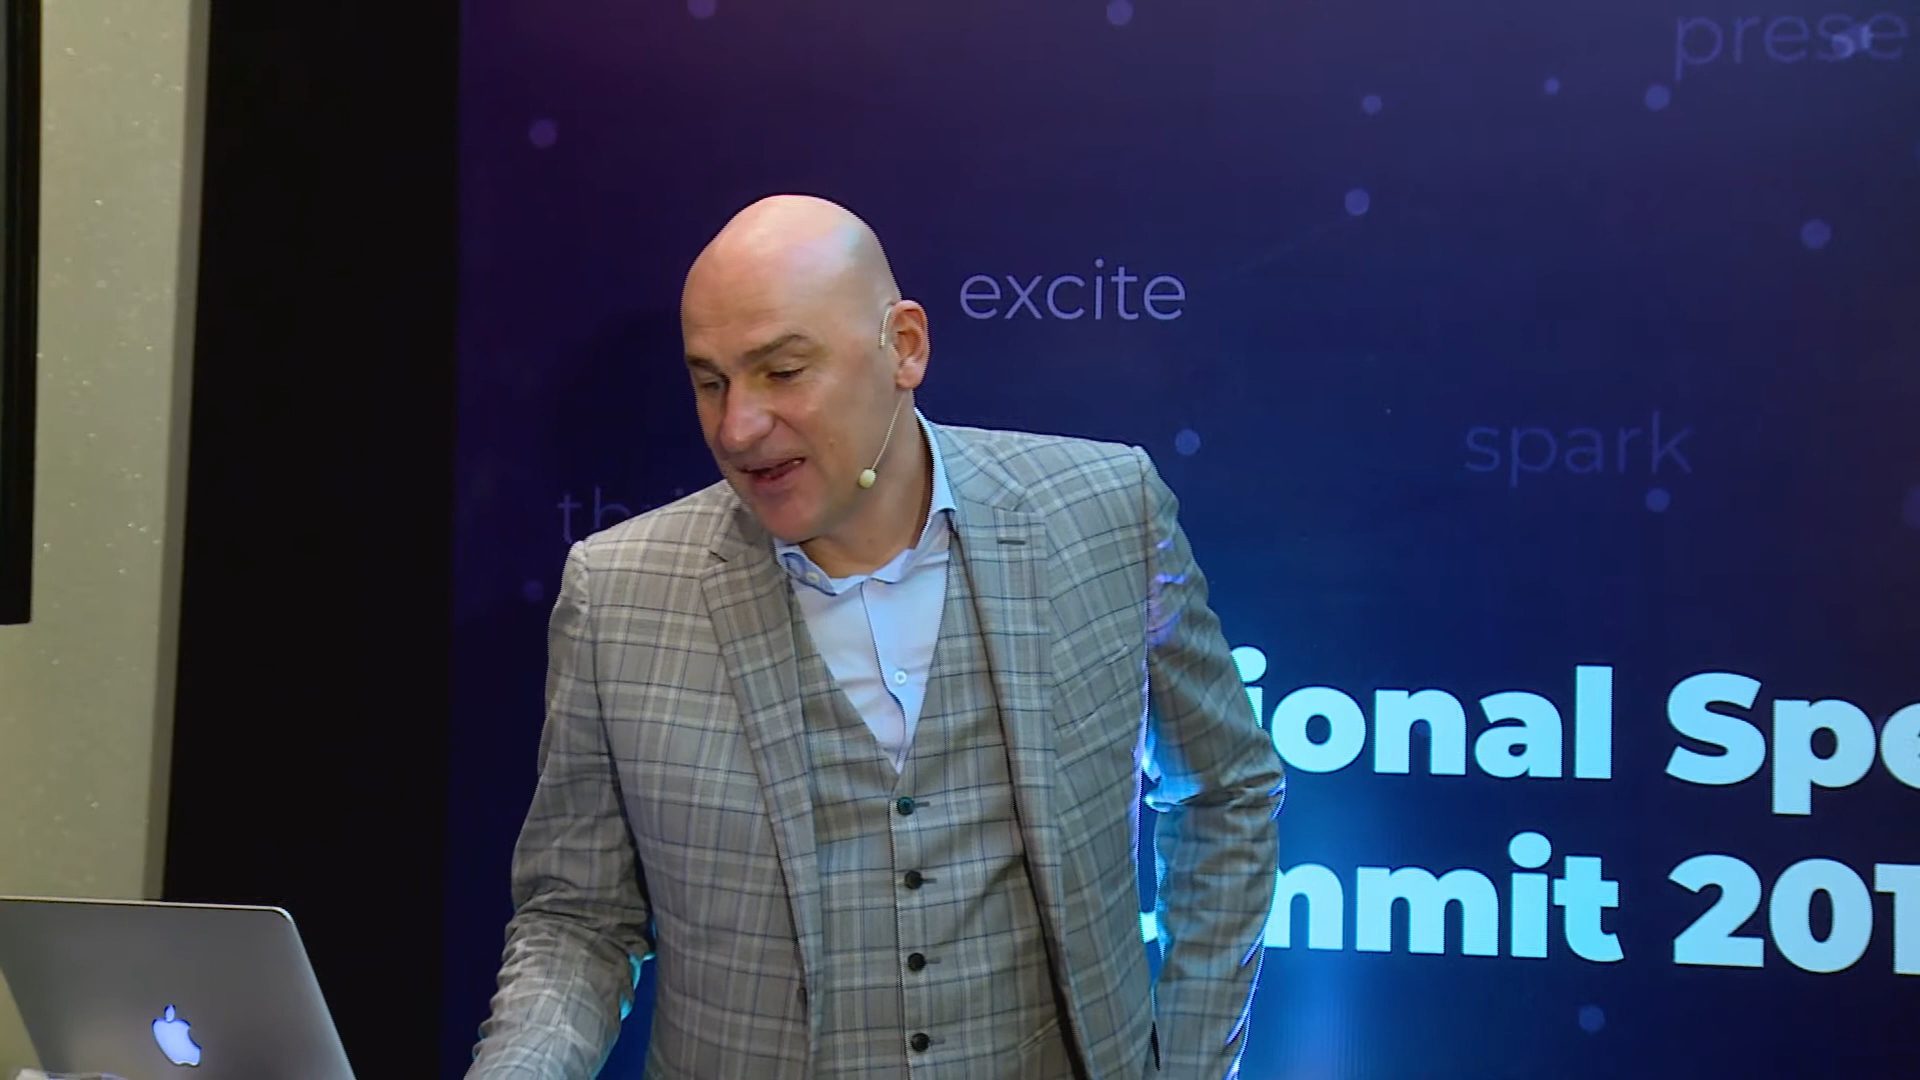 prese
excite
spark
ional Spe
mmit 201